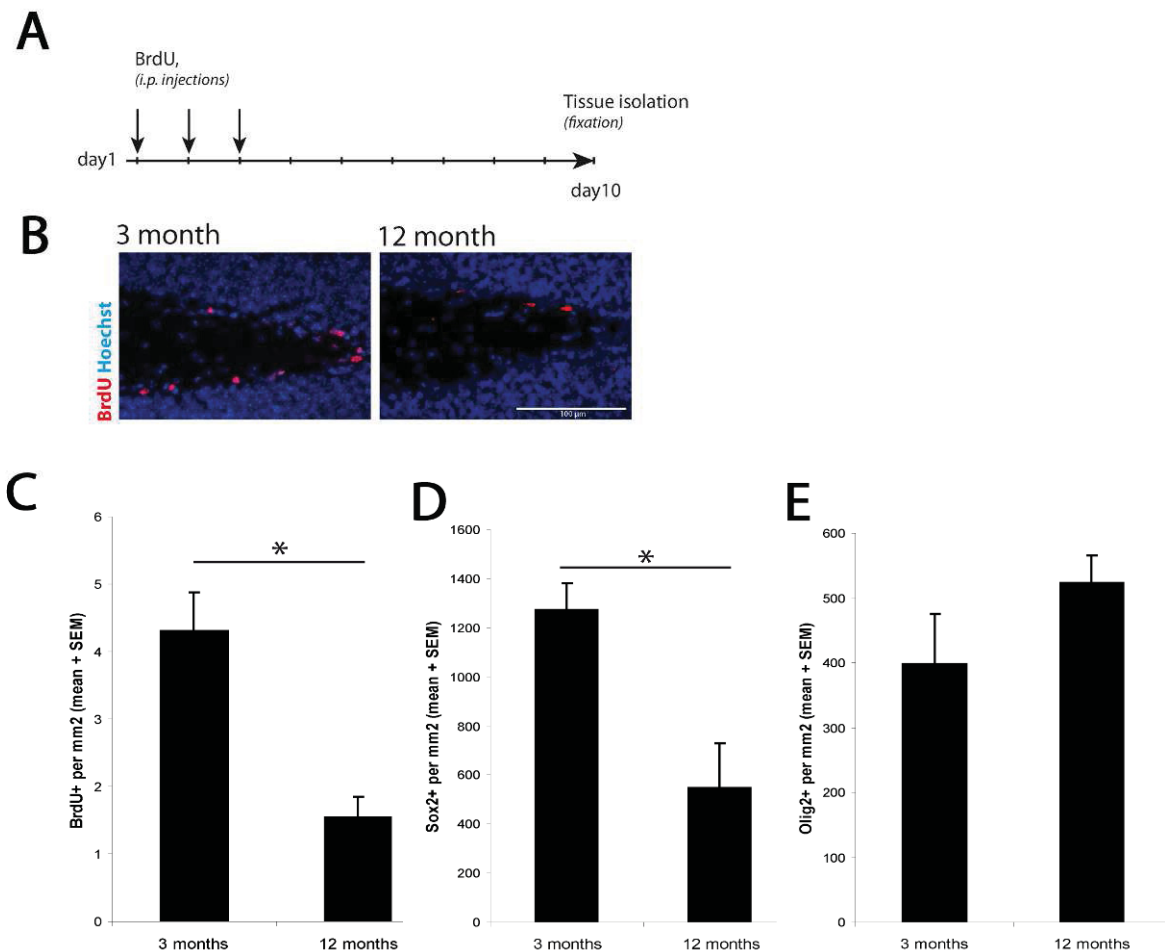 A
BrdU,
(i.p. injections)
Tissue isolation
(fixation)
day1
day10
B
3 month
12 month
BrdU Hoechst
100 µm
C
6
5
4
3
2
1
0
BrdU+ per mm2 (mean + SEM)
*
3 months
12 months
D
1600
1400
1200
1000
800
600
400
200
0
Sox2+ per mm2 (mean + SEM)
*
3 months
12 months
E
600
500
400
300
200
100
0
Olig2+ per mm2 (mean + SEM)
3 months
12 months